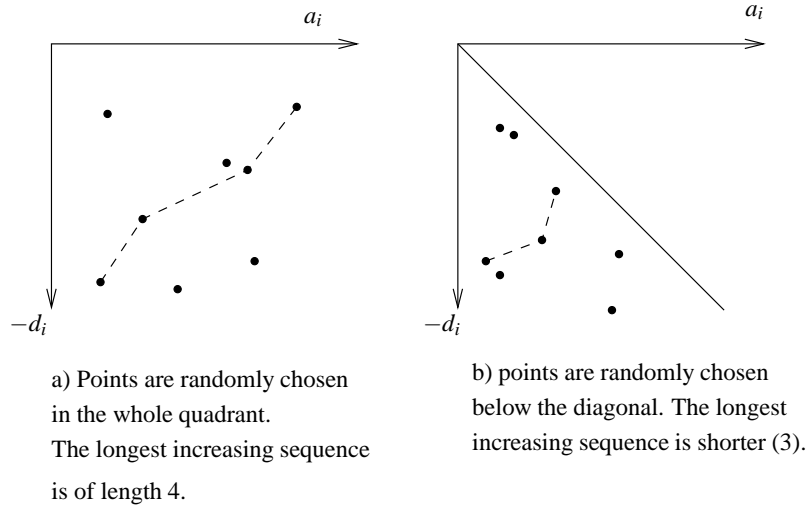 a_i
a_i
−d_i
−d_i
a) Points are randomly chosen
in the whole quadrant.
The longest increasing sequence
is of length 4.
b) points are randomly chosen
below the diagonal. The longest
increasing sequence is shorter (3).